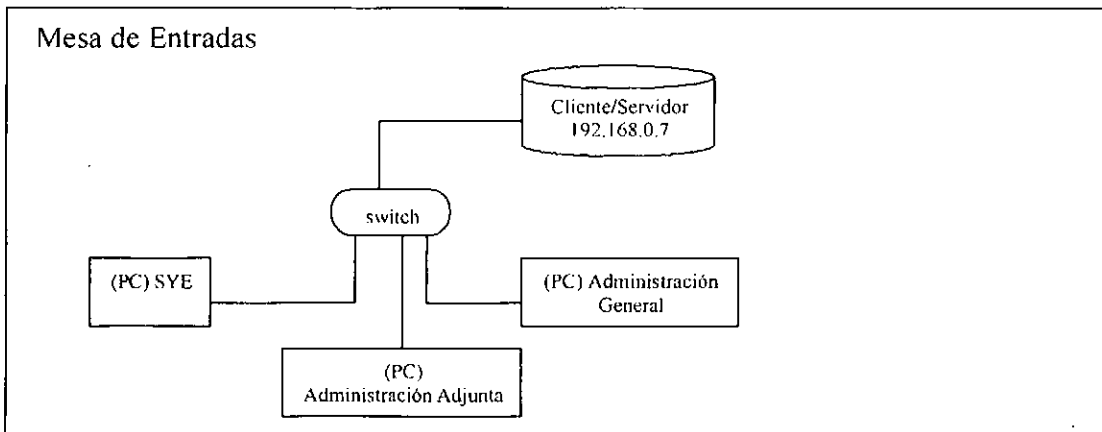 Mesa de Entradas
Cliente/Servidor
192.168.0.7
switch
(PC) SYE
(PC) Administración
General
(PC)
Administración Adjunta